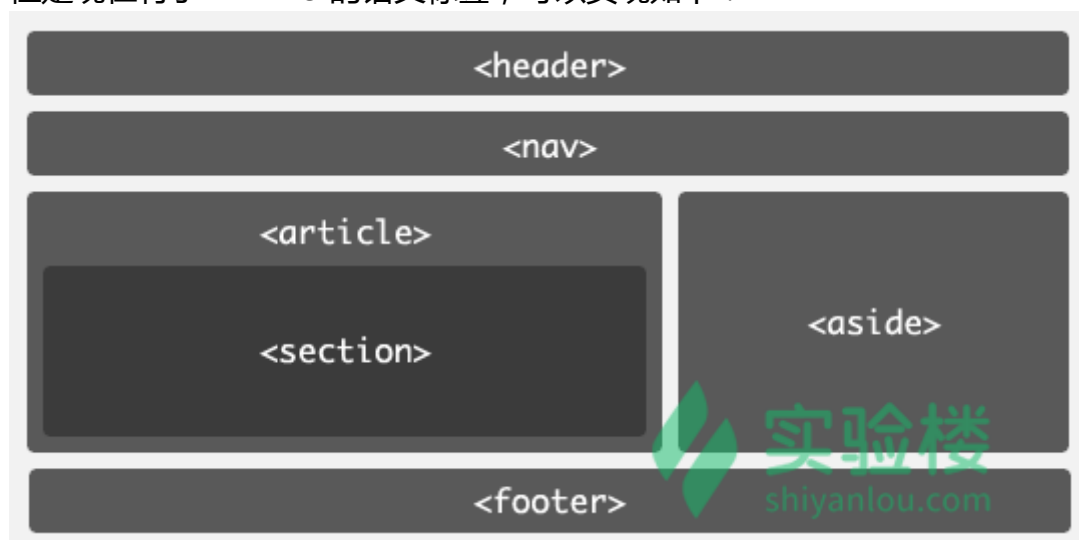 <header>
<nav>
<article>
<section>
<aside>
<footer>
实验楼
shiyanlou.com